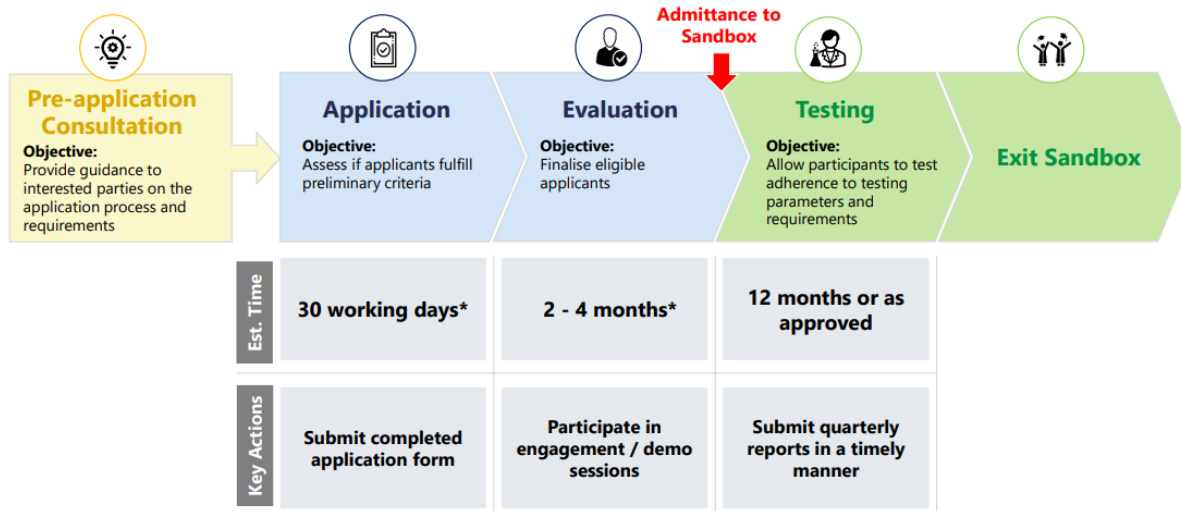 Admittance to
Sandbox
Pre-application
Consultation
Objective:
Provide guidance to
interested parties on the
application process and
requirements
Application
Objective:
Assess if applicants fulfill
preliminary criteria
Evaluation
Objective:
Finalise eligible
applicants
Testing
Objective:
Allow participants to test
adherence to testing
parameters and
requirements
Exit Sandbox
Est. Time
30 working days*
2 - 4 months*
12 months or as
approved
Key Actions
Submit completed
application form
Participate in
engagement / demo
sessions
Submit quarterly
reports in a timely
manner